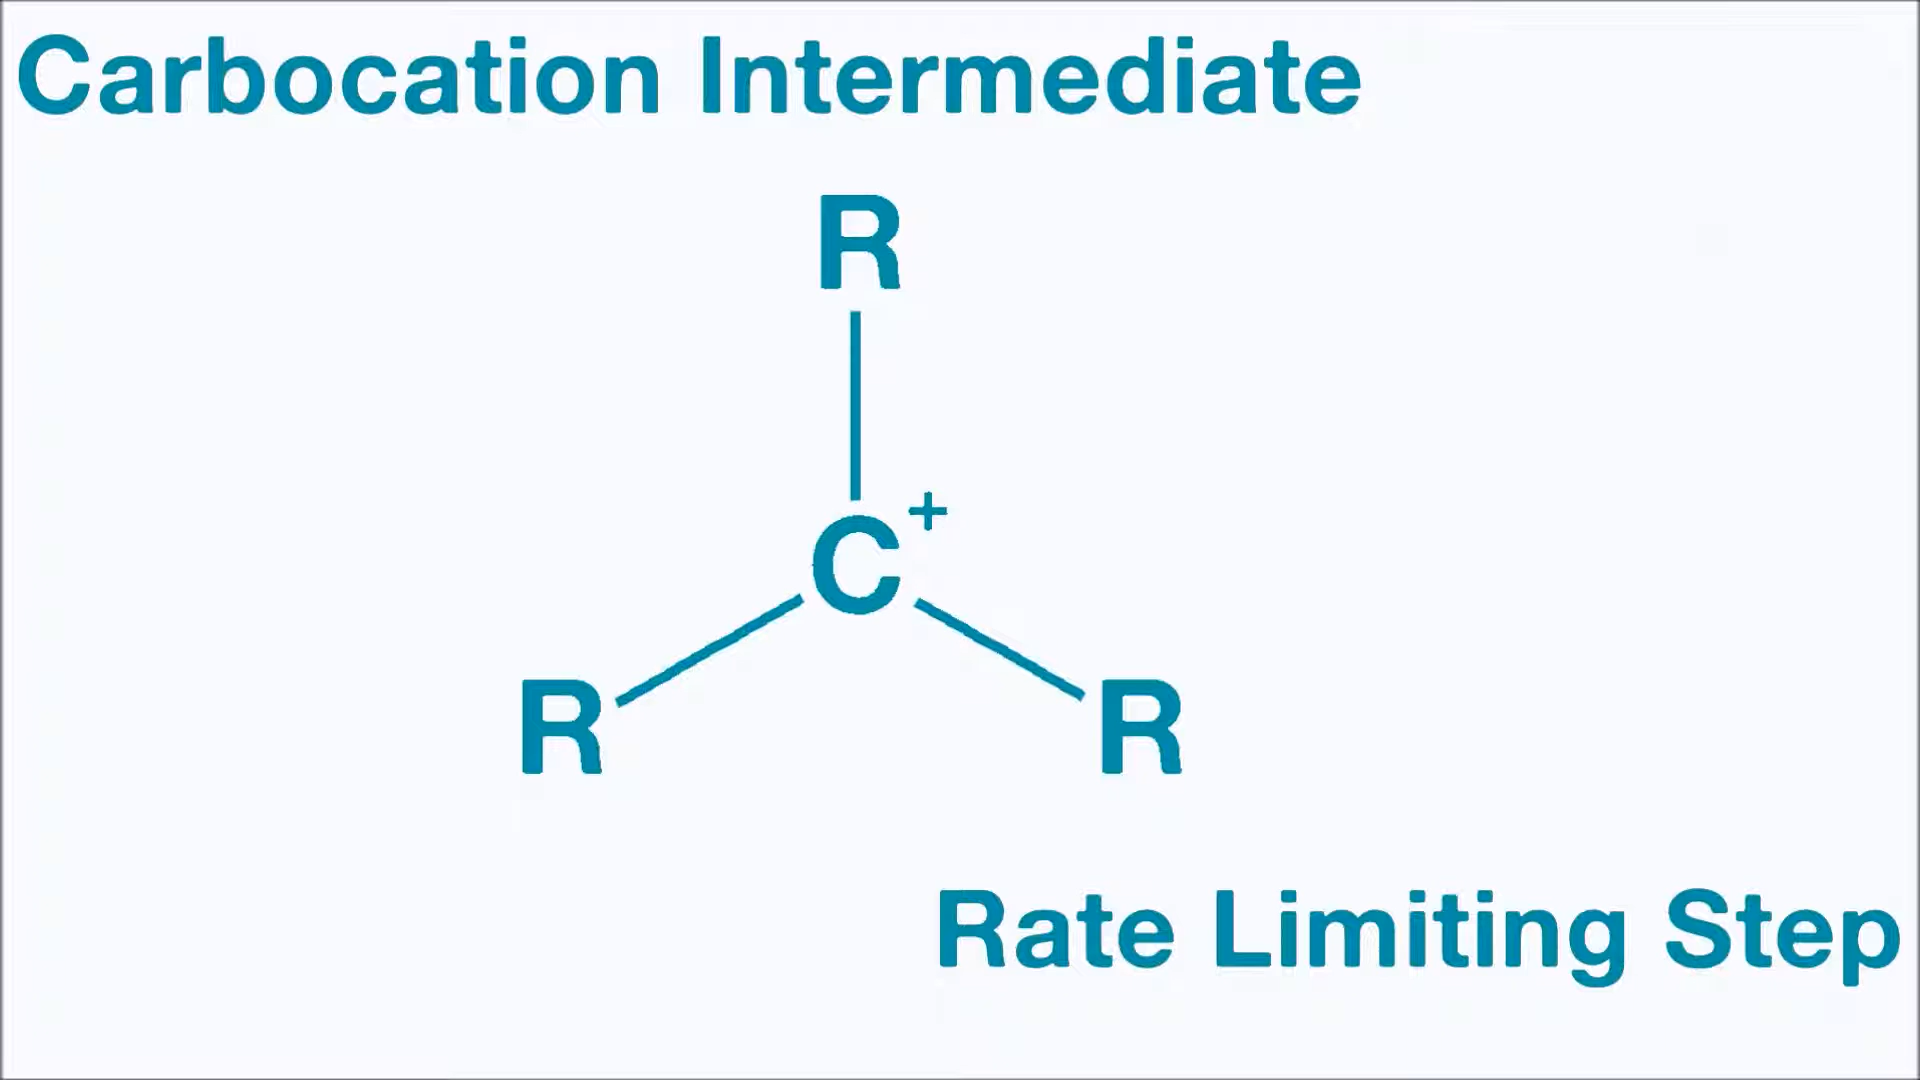 Carbocation Intermediate
R
C+
R R
Rate Limiting Step